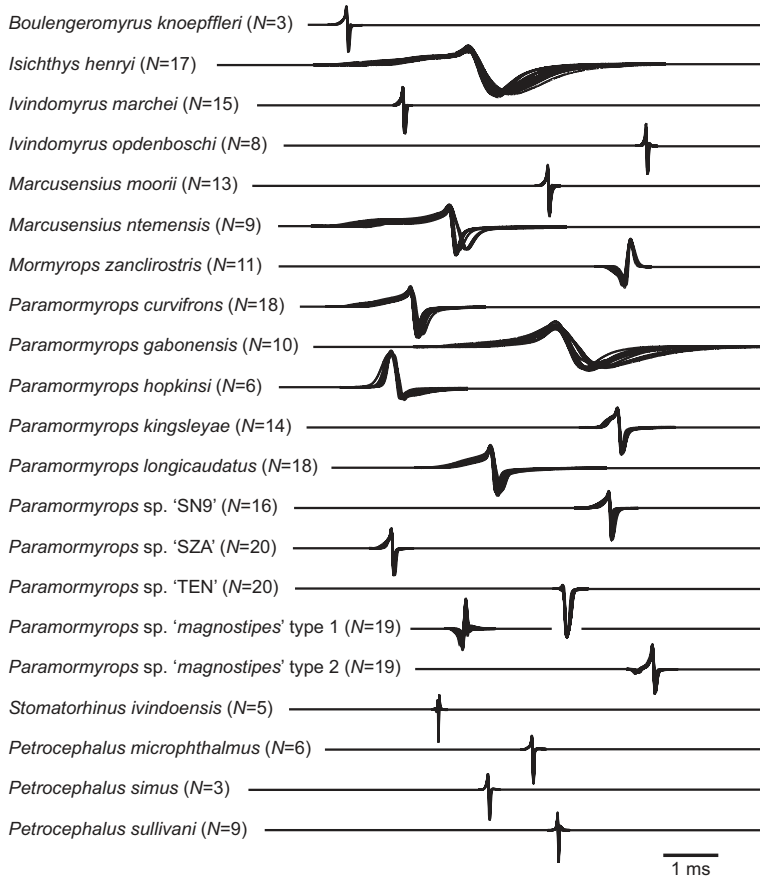 Boulengeromyrus knoepffleri (N=3)
Isichthys henryi (N=17)
Ivindomyrus marchei (N=15)
Ivindomyrus opdenboschi (N=8)
Marcusenius moorii (N=13)
Marcusenius ntemensis (N=9)
Mormyrops zanclirostris (N=11)
Paramormyrops curvifrons (N=18)
Paramormyrops gabonensis (N=10)
Paramormyrops hopkinsi (N=6)
Paramormyrops kingsleyae (N=14)
Paramormyrops longicaudatus (N=18)
Paramormyrops sp. ‘SN9’ (N=16)
Paramormyrops sp. ‘SZA’ (N=20)
Paramormyrops sp. ‘TEN’ (N=20)
Paramormyrops sp. ‘magnostipes’ type 1 (N=19)
Paramormyrops sp. ‘magnostipes’ type 2 (N=19)
Stomatorhinus ivindoensis (N=5)
Petrocephalus microphthalmus (N=6)
Petrocephalus simus (N=3)
Petrocephalus sullivani (N=9)
1 ms